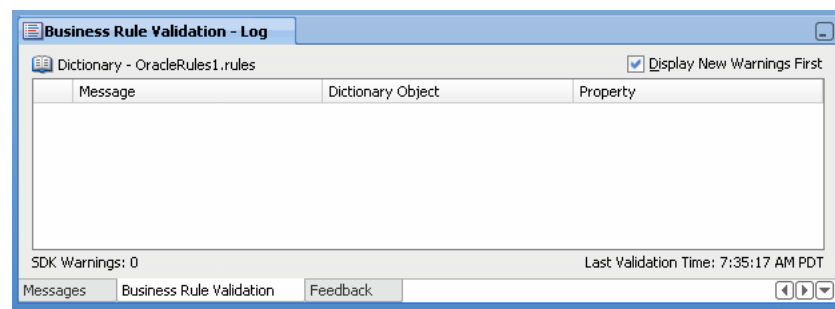 Business Rule Validation - Log
Dictionary - OracleRules1.rules Display New Warnings First
Message Dictionary Object Property
SDK Warnings: 0 Last Validation Time: 7:35:17 AM PDT
Messages Business Rule Validation Feedback